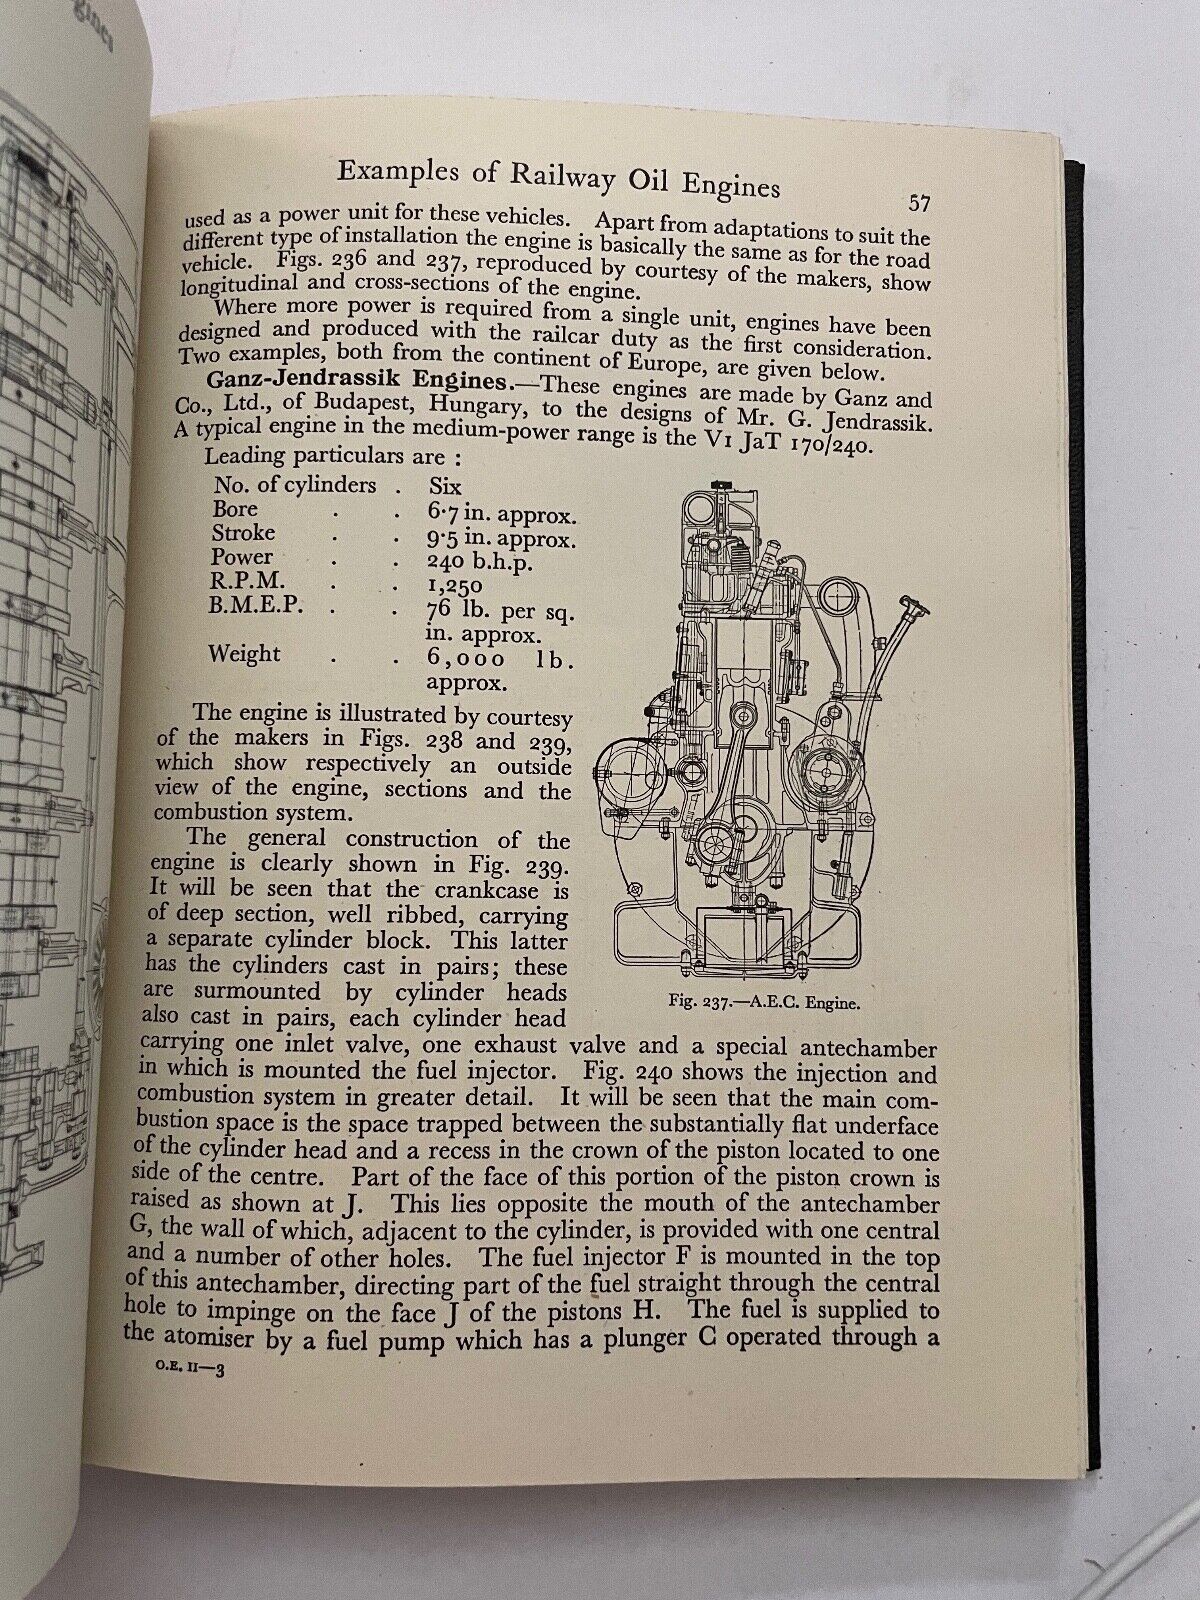 gines
Examples of Railway Oil Engines
57
used as a power unit for these vehicles. Apart from adaptations to suit the
different type of installation the engine is basically the same as for the road
vehicle. Figs. 236 and 237, reproduced by courtesy of the makers, show
longitudinal and cross-sections of the engine.
Where more power is required from a single unit, engines have been
designed and produced with the railcar duty as the first consideration.
Two examples, both from the continent of Europe, are given below.
Ganz-Jendrassik Engines.—These engines are made by Ganz and
Co., Ltd., of Budapest, Hungary, to the designs of Mr. G. Jendrassik.
A typical engine in the medium-power range is the V1 JaT 170/240.
Leading particulars are :
No. of cylinders . Six
Bore . . 6·7 in. approx.
Stroke . . 9·5 in. approx.
Power . . 240 b.h.p.
R.P.M. . . 1,250
B.M.E.P. . . 76 lb. per sq.
in. approx.
Weight . . 6,000 lb.
approx.
The engine is illustrated by courtesy
of the makers in Figs. 238 and 239,
which show respectively an outside
view of the engine, sections and the
combustion system.
The general construction of the
engine is clearly shown in Fig. 239.
It will be seen that the crankcase is
of deep section, well ribbed, carrying
a separate cylinder block. This latter
has the cylinders cast in pairs; these
are surmounted by cylinder heads
also cast in pairs, each cylinder head
Fig. 237.—A.E.C. Engine.
carrying one inlet valve, one exhaust valve and a special antechamber
in which is mounted the fuel injector. Fig. 240 shows the injection and
combustion system in greater detail. It will be seen that the main com-
bustion space is the space trapped between the substantially flat underface
of the cylinder head and a recess in the crown of the piston located to one
side of the centre. Part of the face of this portion of the piston crown is
raised as shown at J. This lies opposite the mouth of the antechamber
G, the wall of which, adjacent to the cylinder, is provided with one central
and a number of other holes. The fuel injector F is mounted in the top
of this antechamber, directing part of the fuel straight through the central
hole to impinge on the face J of the pistons H. The fuel is supplied to
the atomiser by a fuel pump which has a plunger C operated through a
O.E. II—3